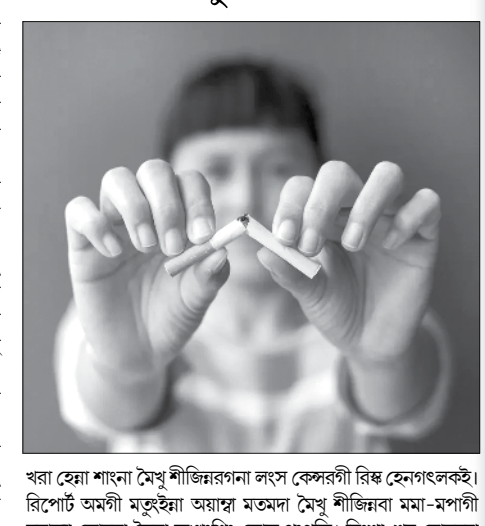 খরা হেন্না শাংনা মৈখু শীজিন্নরগনা লংস কেন্সরগী রিস্ক হেনগৎলকই।
রিপোর্ট অমগী মতুংইন্না অয়াম্বা মতমদা মৈখু শীজিন্নবা মমা-মপাগী